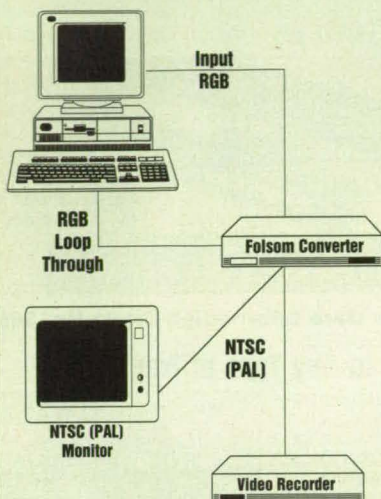 Input
RGB
RGB
Loop
Through
Folsom Converter
NTSC
(PAL)
NTSC (PAL)
Monitor
Video Recorder